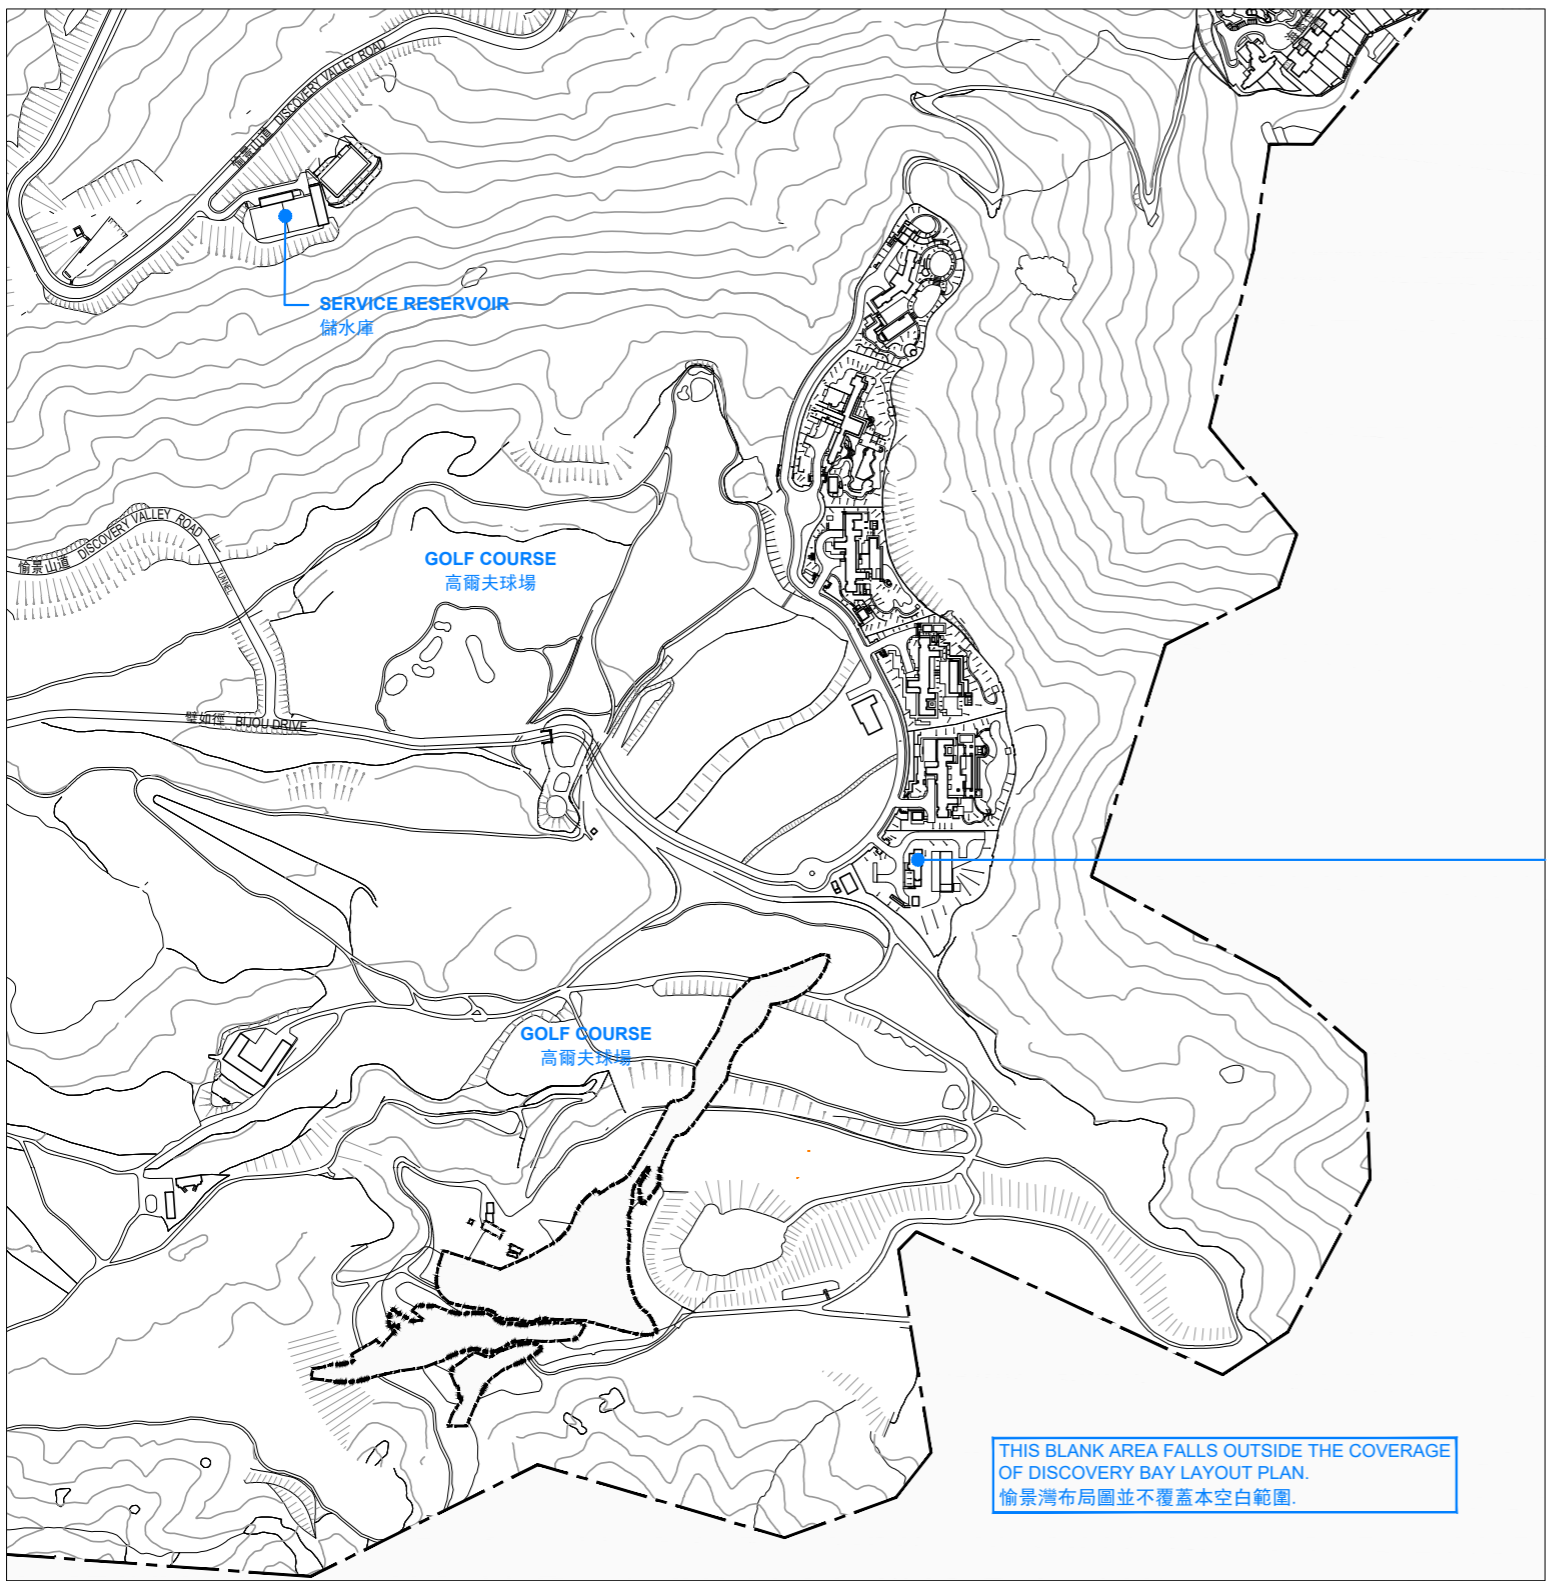 愉景山道 DISCOVERY VALLEY ROAD
SERVICE RESERVOIR
儲水庫
愉景山道 DISCOVERY VALLEY ROAD
TUNNEL
GOLF COURSE
高爾夫球場
璧如徑 BIJOU DRIVE
GOLF COURSE
高爾夫球場
THIS BLANK AREA FALLS OUTSIDE THE COVERAGE
OF DISCOVERY BAY LAYOUT PLAN.
愉景灣布局圖並不覆蓋本空白範圍.